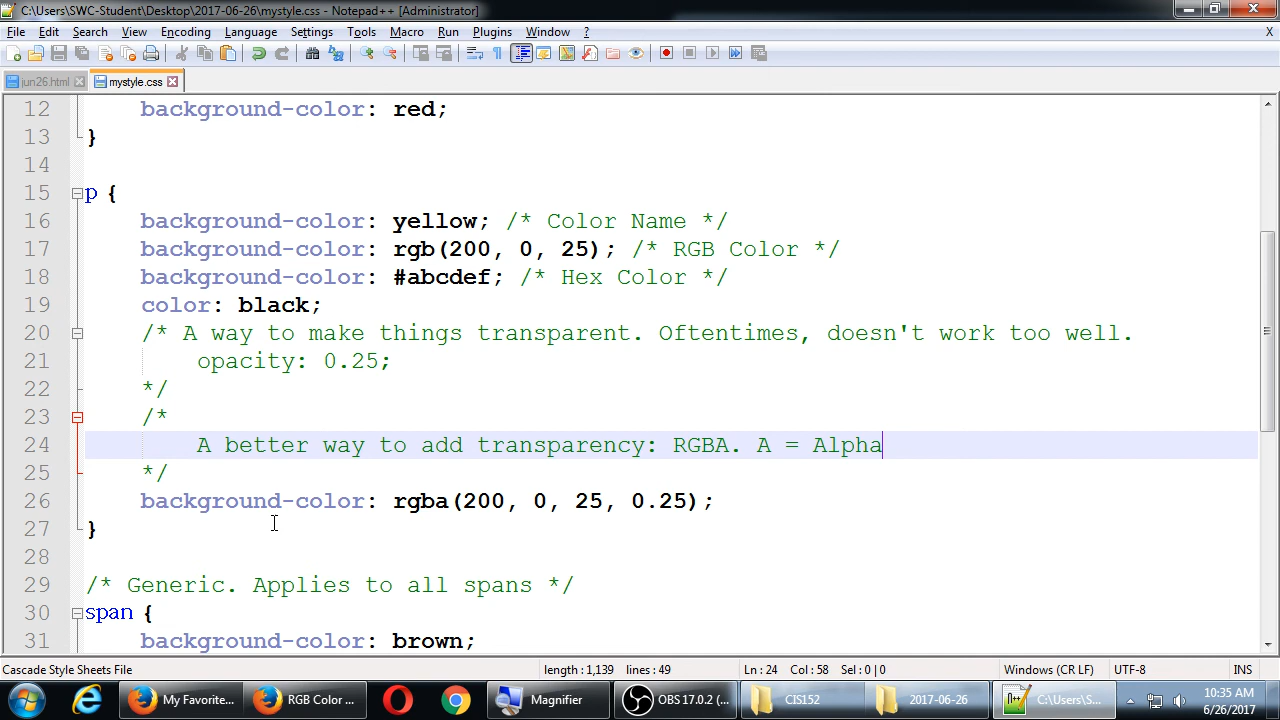 C:\Users\SWC-Student\Desktop\2017-06-26\mystyle.css - Notepad++ [Administrator]
File Edit Search View Encoding Language Settings Tools Macro Run Plugins Window ? X
jun26.html mystyle.css
12 background-color: red;
13 }
14
15 p {
16 background-color: yellow; /* Color Name */
17 background-color: rgb(200, 0, 25); /* RGB Color */
18 background-color: #abcdef; /* Hex Color */
19 color: black;
20 /* A way to make things transparent. Oftentimes, doesn't work too well.
21 opacity: 0.25;
22 */
23 /*
24 A better way to add transparency: RGBA. A = Alpha
25 */
26 background-color: rgba(200, 0, 25, 0.25);
27 }
28
29 /* Generic. Applies to all spans */
30 span {
31 background-color: brown;
Cascade Style Sheets File length : 1,139 lines : 49 Ln : 24 Col : 58 Sel : 0 | 0 Windows (CR LF) UTF-8 INS
My Favorite... RGB Color ... Magnifier OBS 17.0.2 (... CIS152 2017-06-26 C:\Users\S... 10:35 AM
6/26/2017